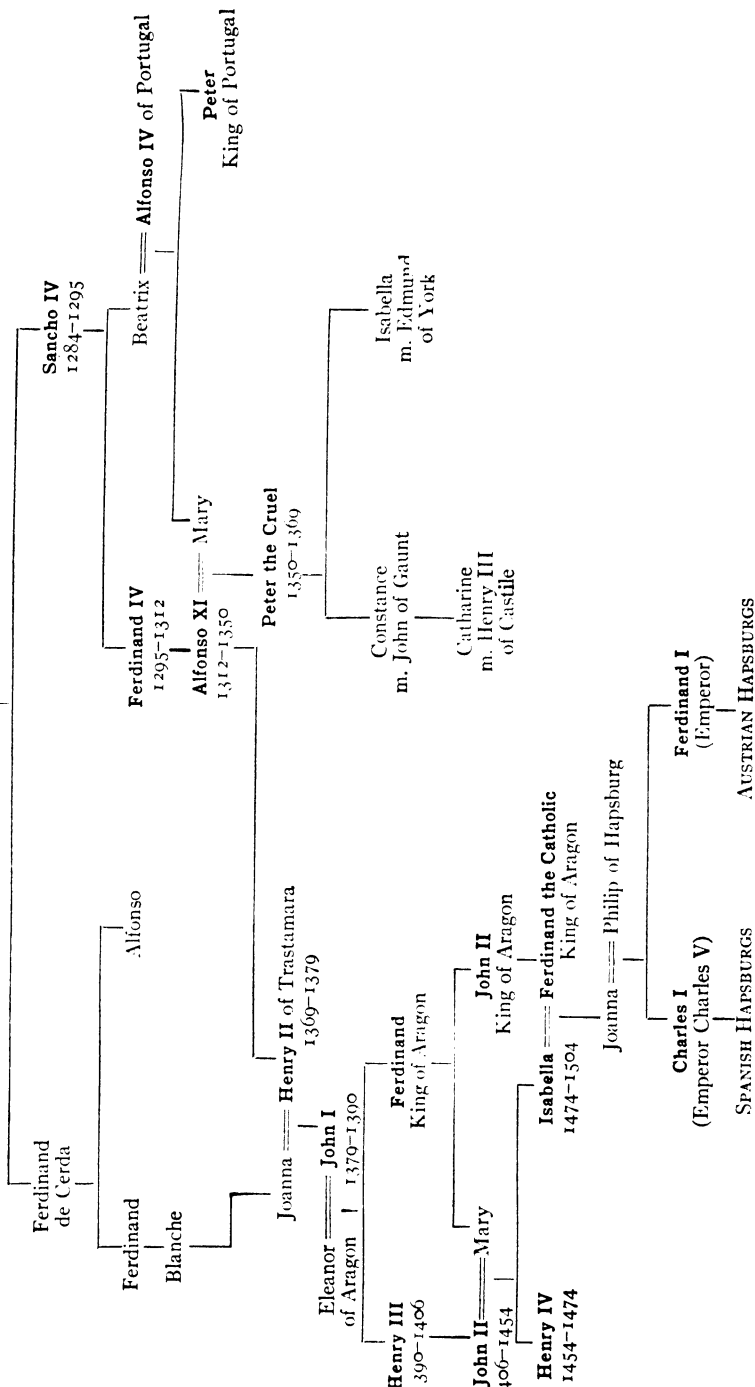 Sancho IV
1284–1295
Beatrix == Alfonso IV of Portugal
Peter
King of Portugal
Ferdinand IV
1295–1312
Alfonso XI == Mary
1312–1350
Peter the Cruel
1350–1369
Constance
m. John of Gaunt
Isabella
m. Edmund
of York
Catharine
m. Henry III
of Castile
Ferdinand
de Cerda
Alfonso
Ferdinand
Blanche
Joanna == Henry II of Trastamara
1369–1379
Eleanor == John I
of Aragon 1379–1390
Henry III
390–1406
Ferdinand
King of Aragon
John II == Mary
406–1454
John II
King of Aragon
Henry IV
1454–1474
Isabella == Ferdinand the Catholic
1474–1504 King of Aragon
Joanna == Philip of Hapsburg
Charles I
(Emperor Charles V)
Ferdinand I
(Emperor)
SPANISH HAPSBURGS
AUSTRIAN HAPSBURGS